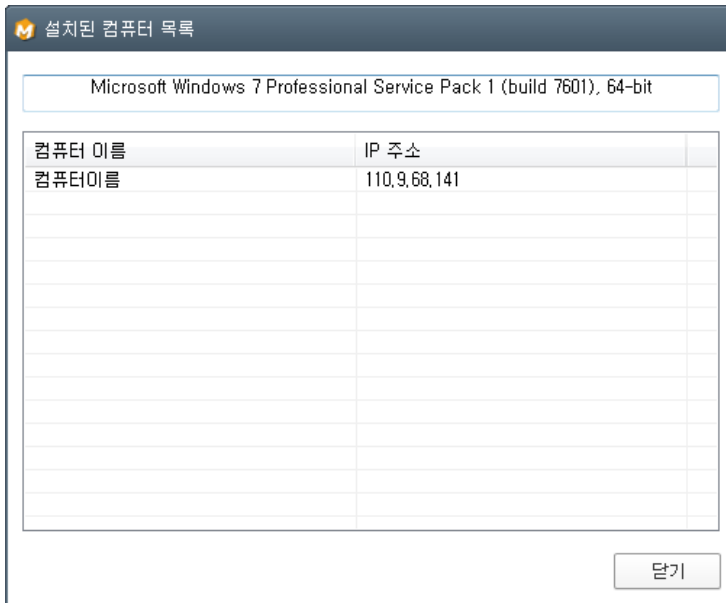 설치된 컴퓨터 목록
Microsoft Windows 7 Professional Service Pack 1 (build 7601), 64-bit
컴퓨터 이름 IP 주소
컴퓨터이름 110,9,68,141
닫기